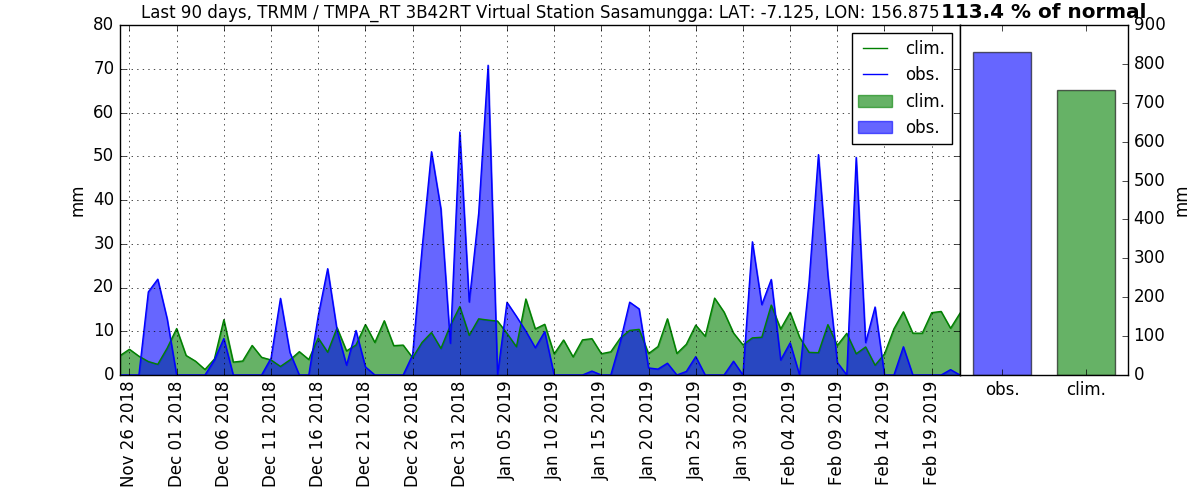 Last 90 days, TRMM / TMPA_RT 3B42RT Virtual Station Sasamungga: LAT: -7.125, LON: 156.875 113.4 % of normal
80
70
60
50
40
30
20
10
0
mm
clim.
obs.
clim.
obs.
900
800
700
600
500
400
300
200
100
0
mm
Nov 26 2018
Dec 01 2018
Dec 06 2018
Dec 11 2018
Dec 16 2018
Dec 21 2018
Dec 26 2018
Dec 31 2018
Jan 05 2019
Jan 10 2019
Jan 15 2019
Jan 20 2019
Jan 25 2019
Jan 30 2019
Feb 04 2019
Feb 09 2019
Feb 14 2019
Feb 19 2019
obs.
clim.